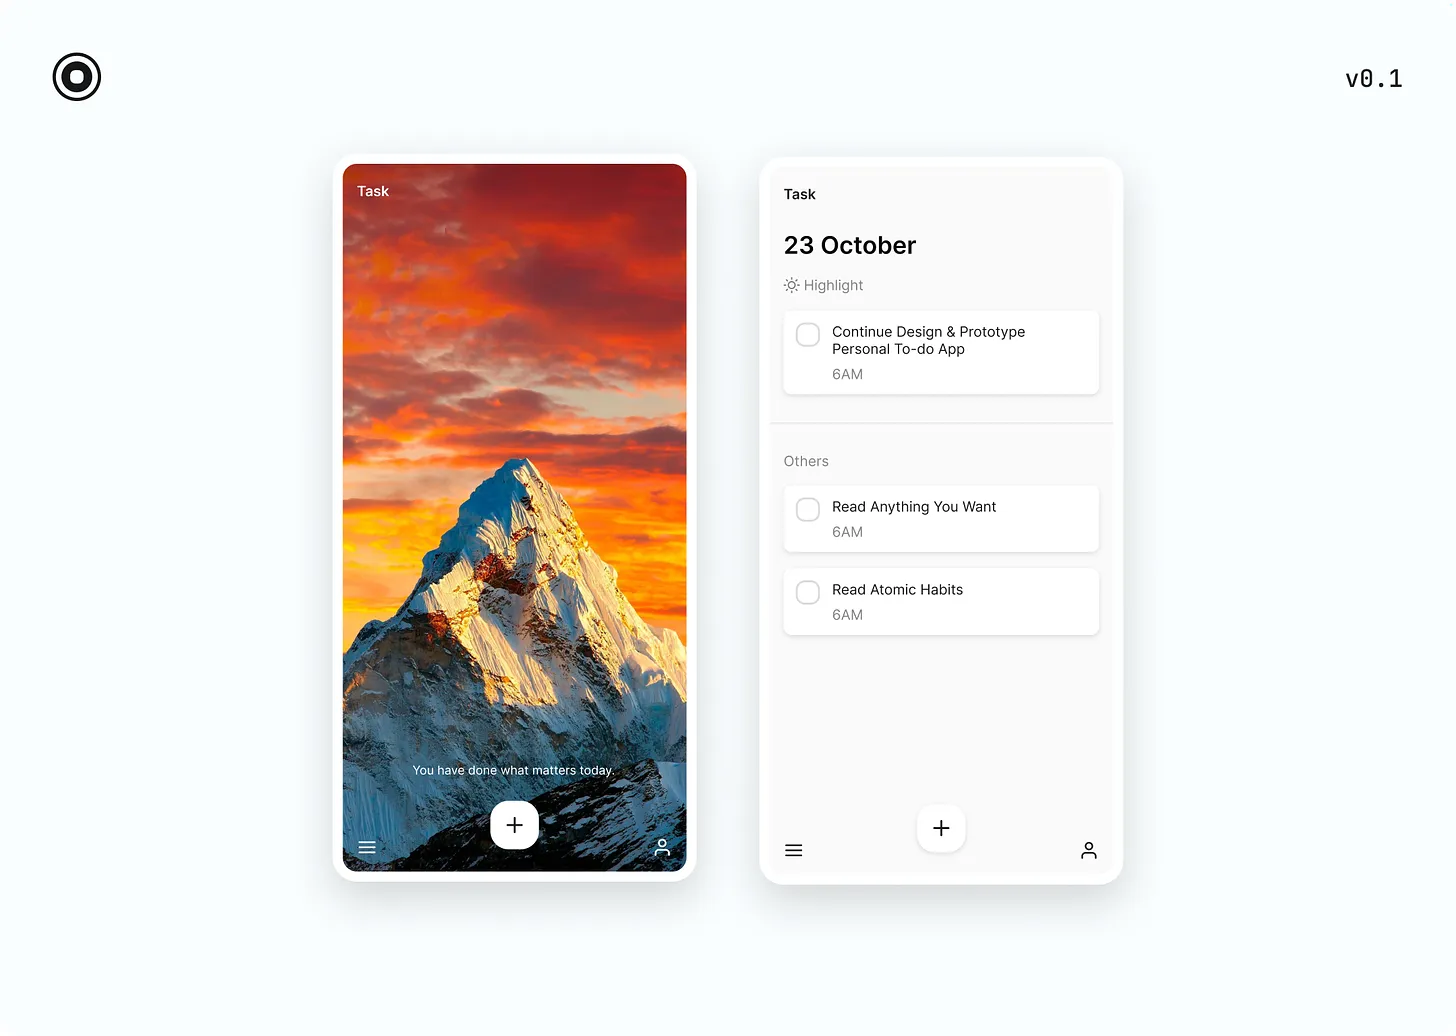 v0.1
Task
You have done what matters today.
Task
23 October
Highlight
Continue Design & Prototype
Personal To-do App
6AM
Others
Read Anything You Want
6AM
Read Atomic Habits
6AM